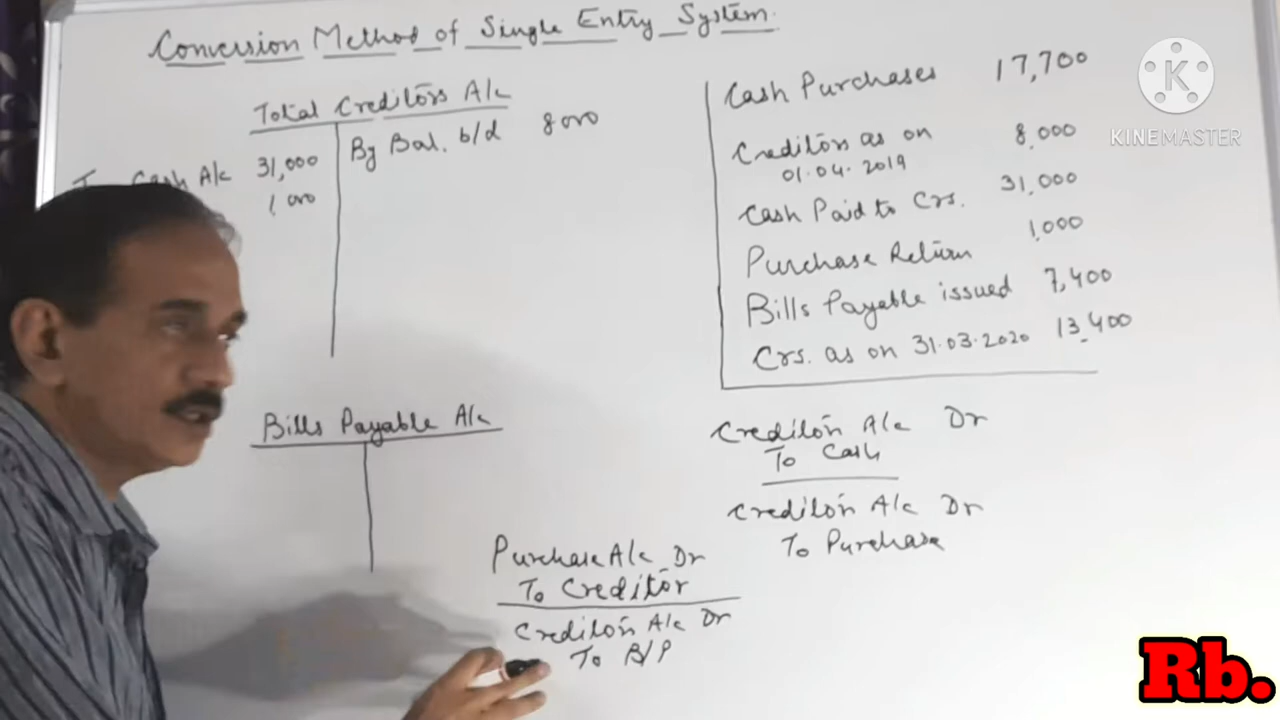 Conversion Method of Single Entry System.
Total Creditors A/c
Cash A/c 31,000
1,000
By Bal. b/d 8000
Bills Payable A/c
Purchase A/c Dr
To Creditor
Creditors A/c Dr
To B/P
Cash Purchases 17,700
Creditors as on 8,000
01.04.2019
Cash Paid to Crs. 31,000
Purchase Return 1,000
Bills Payable issued 7,400
Crs. as on 31.03.2020 13,400
Creditors A/c Dr
To Cash
Creditors A/c Dr
To Purchase
KINEMASTER
Rb.